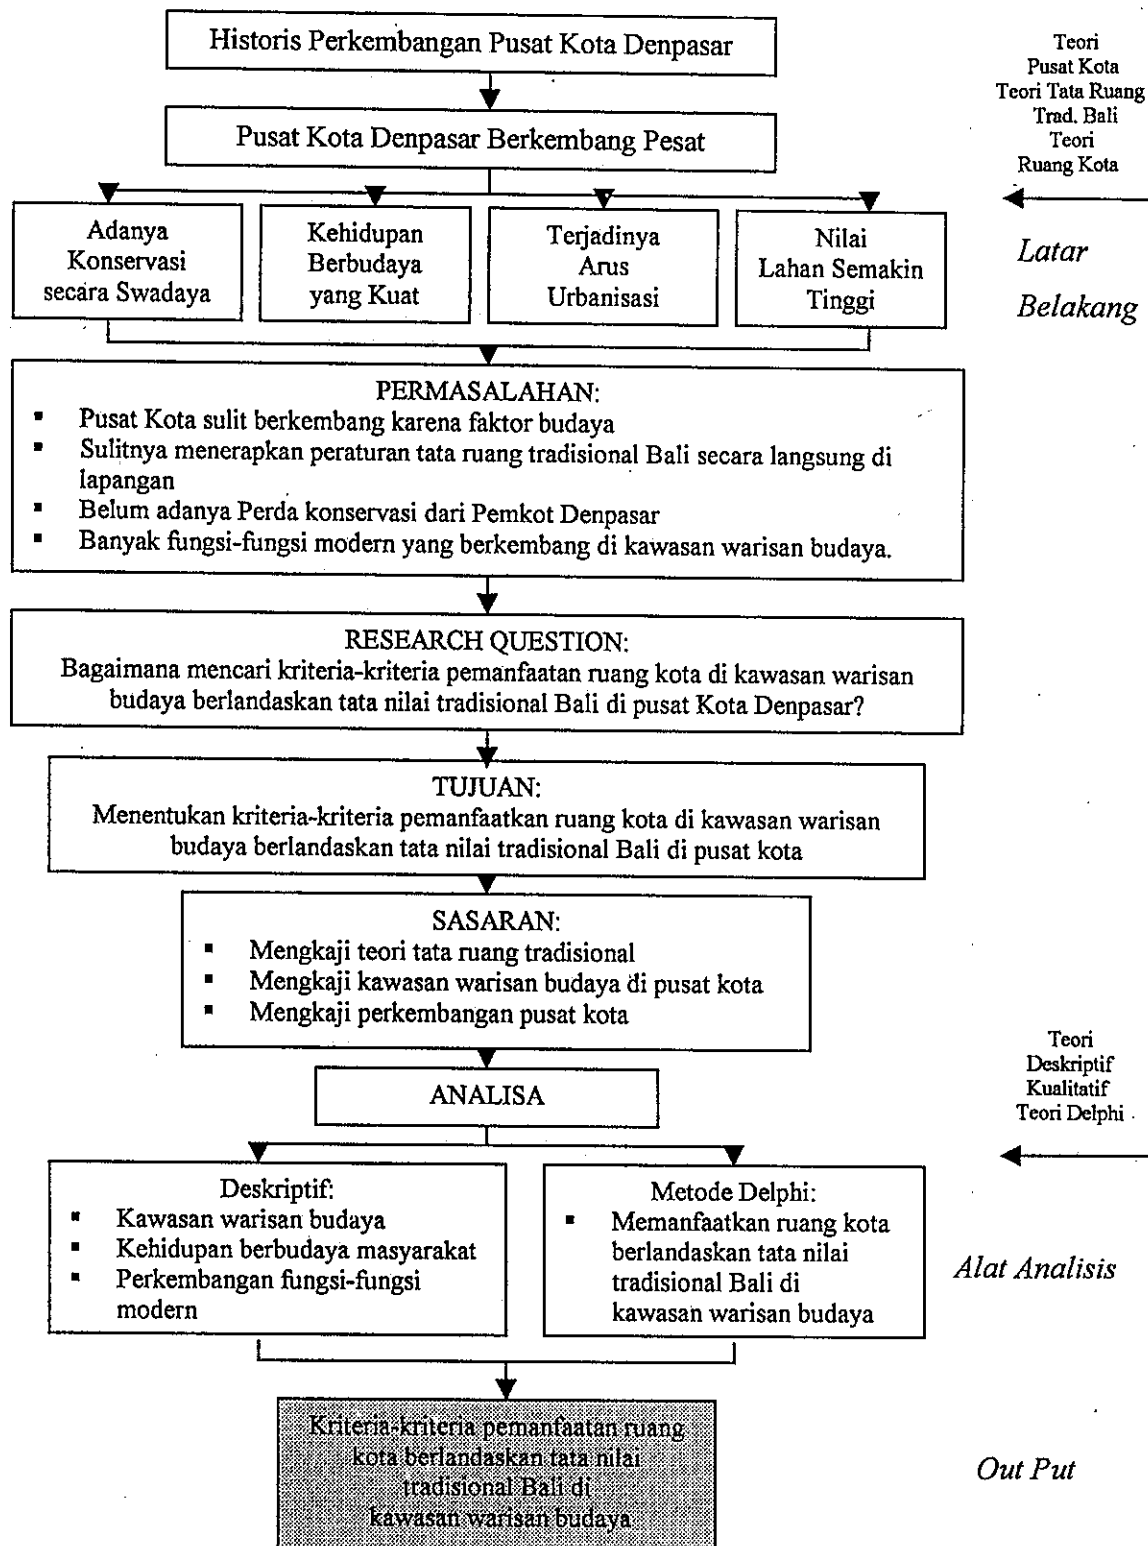 Historis Perkembangan Pusat Kota Denpasar
Teori
Pusat Kota
Teori Tata Ruang
Trad. Bali
Teori
Ruang Kota
Pusat Kota Denpasar Berkembang Pesat
Adanya
Konservasi
secara Swadaya
Kehidupan
Berbudaya
yang Kuat
Terjadinya
Arus
Urbanisasi
Nilai
Lahan Semakin
Tinggi
Latar
Belakang
PERMASALAHAN:
▪ Pusat Kota sulit berkembang karena faktor budaya
▪ Sulitnya menerapkan peraturan tata ruang tradisional Bali secara langsung di
lapangan
▪ Belum adanya Perda konservasi dari Pemkot Denpasar
▪ Banyak fungsi-fungsi modern yang berkembang di kawasan warisan budaya.
RESEARCH QUESTION:
Bagaimana mencari kriteria-kriteria pemanfaatan ruang kota di kawasan warisan
budaya berlandaskan tata nilai tradisional Bali di pusat Kota Denpasar?
TUJUAN:
Menentukan kriteria-kriteria pemanfaatkan ruang kota di kawasan warisan
budaya berlandaskan tata nilai tradisional Bali di pusat kota
SASARAN:
▪ Mengkaji teori tata ruang tradisional
▪ Mengkaji kawasan warisan budaya di pusat kota
▪ Mengkaji perkembangan pusat kota
Teori
Deskriptif
Kualitatif
Teori Delphi
ANALISA
Deskriptif:
▪ Kawasan warisan budaya
▪ Kehidupan berbudaya masyarakat
▪ Perkembangan fungsi-fungsi
modern
Metode Delphi:
▪ Memanfaatkan ruang kota
berlandaskan tata nilai
tradisional Bali di
kawasan warisan budaya
Alat Analisis
Kriteria-kriteria pemanfaatan ruang
kota berlandaskan tata nilai
tradisional Bali di
kawasan warisan budaya
Out Put